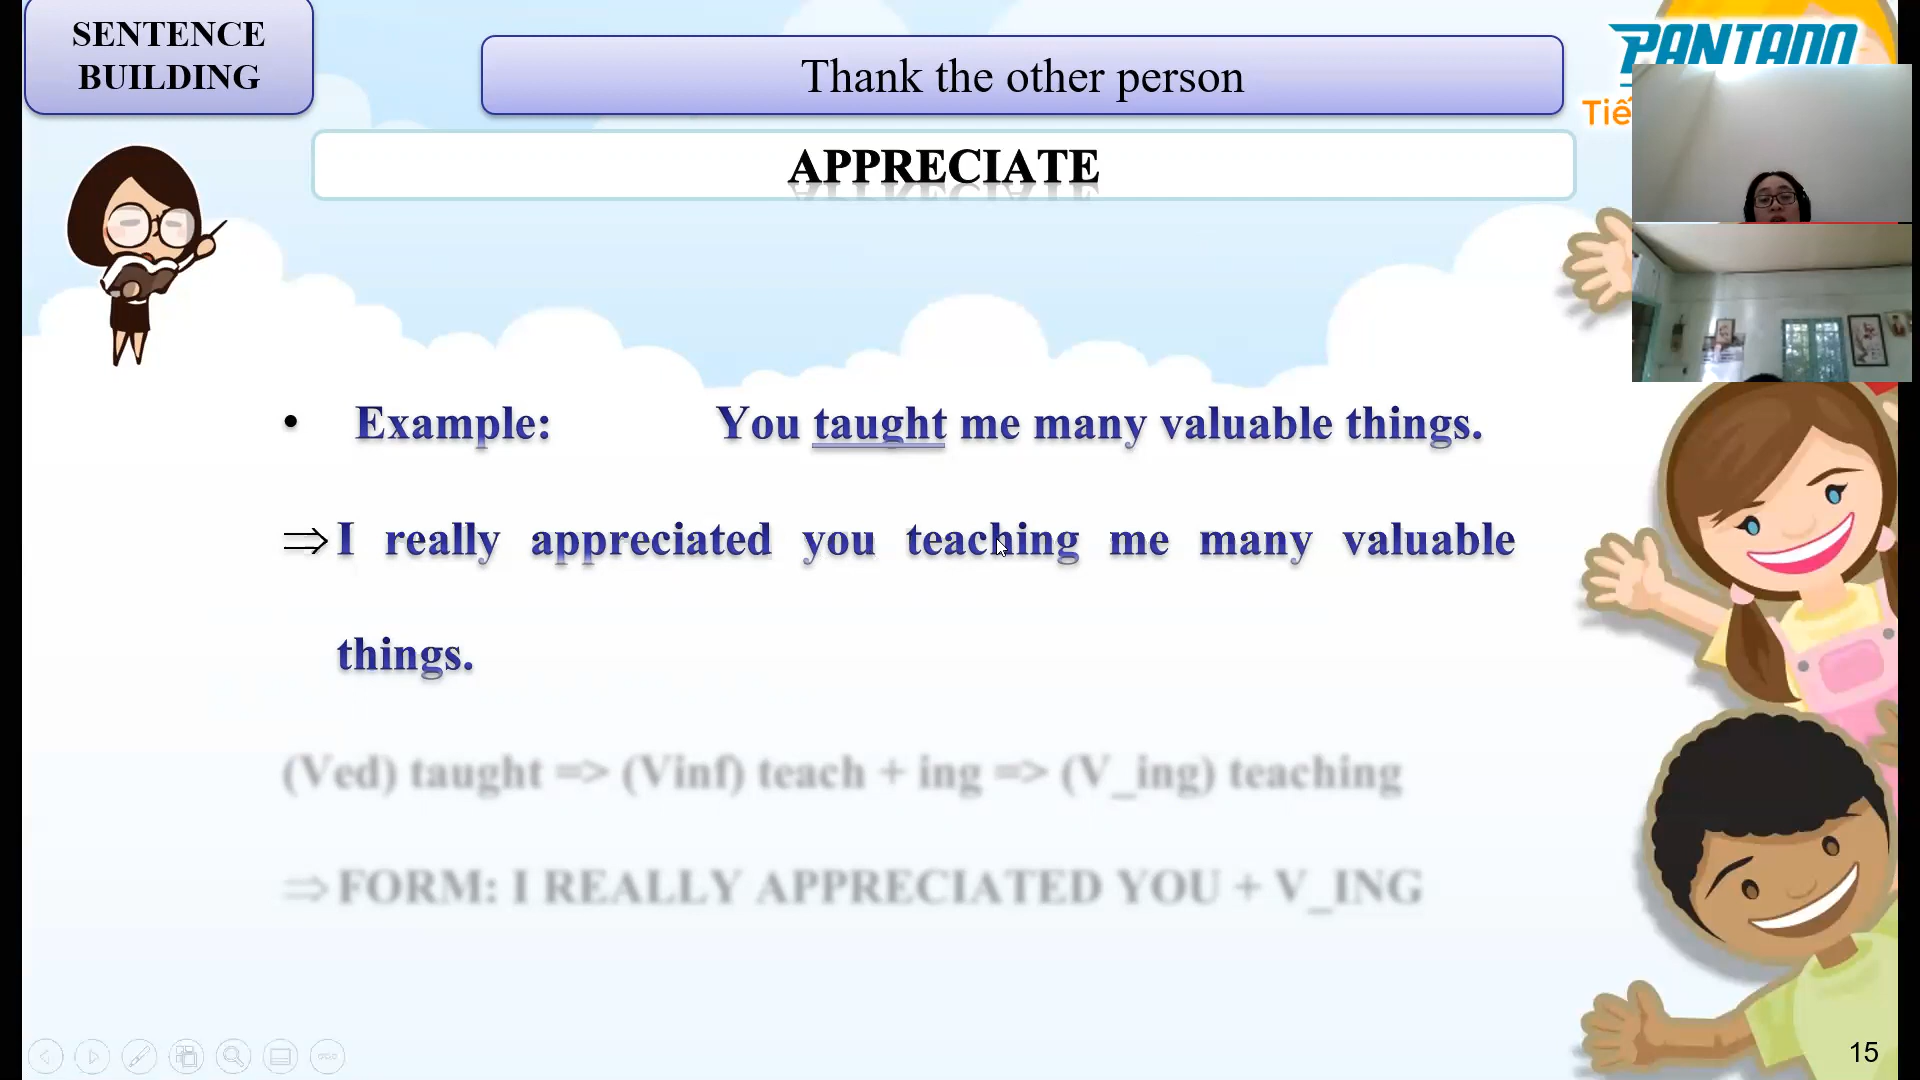 SENTENCE
BUILDING
Thank the other person
PANTADO
Tiế
APPRECIATE
• Example: You taught me many valuable things.
⇒ I really appreciated you teaching me many valuable
things.
(Ved) taught => (Vinf) teach + ing => (V_ing) teaching
⇒ FORM: I REALLY APPRECIATED YOU + V_ING
15